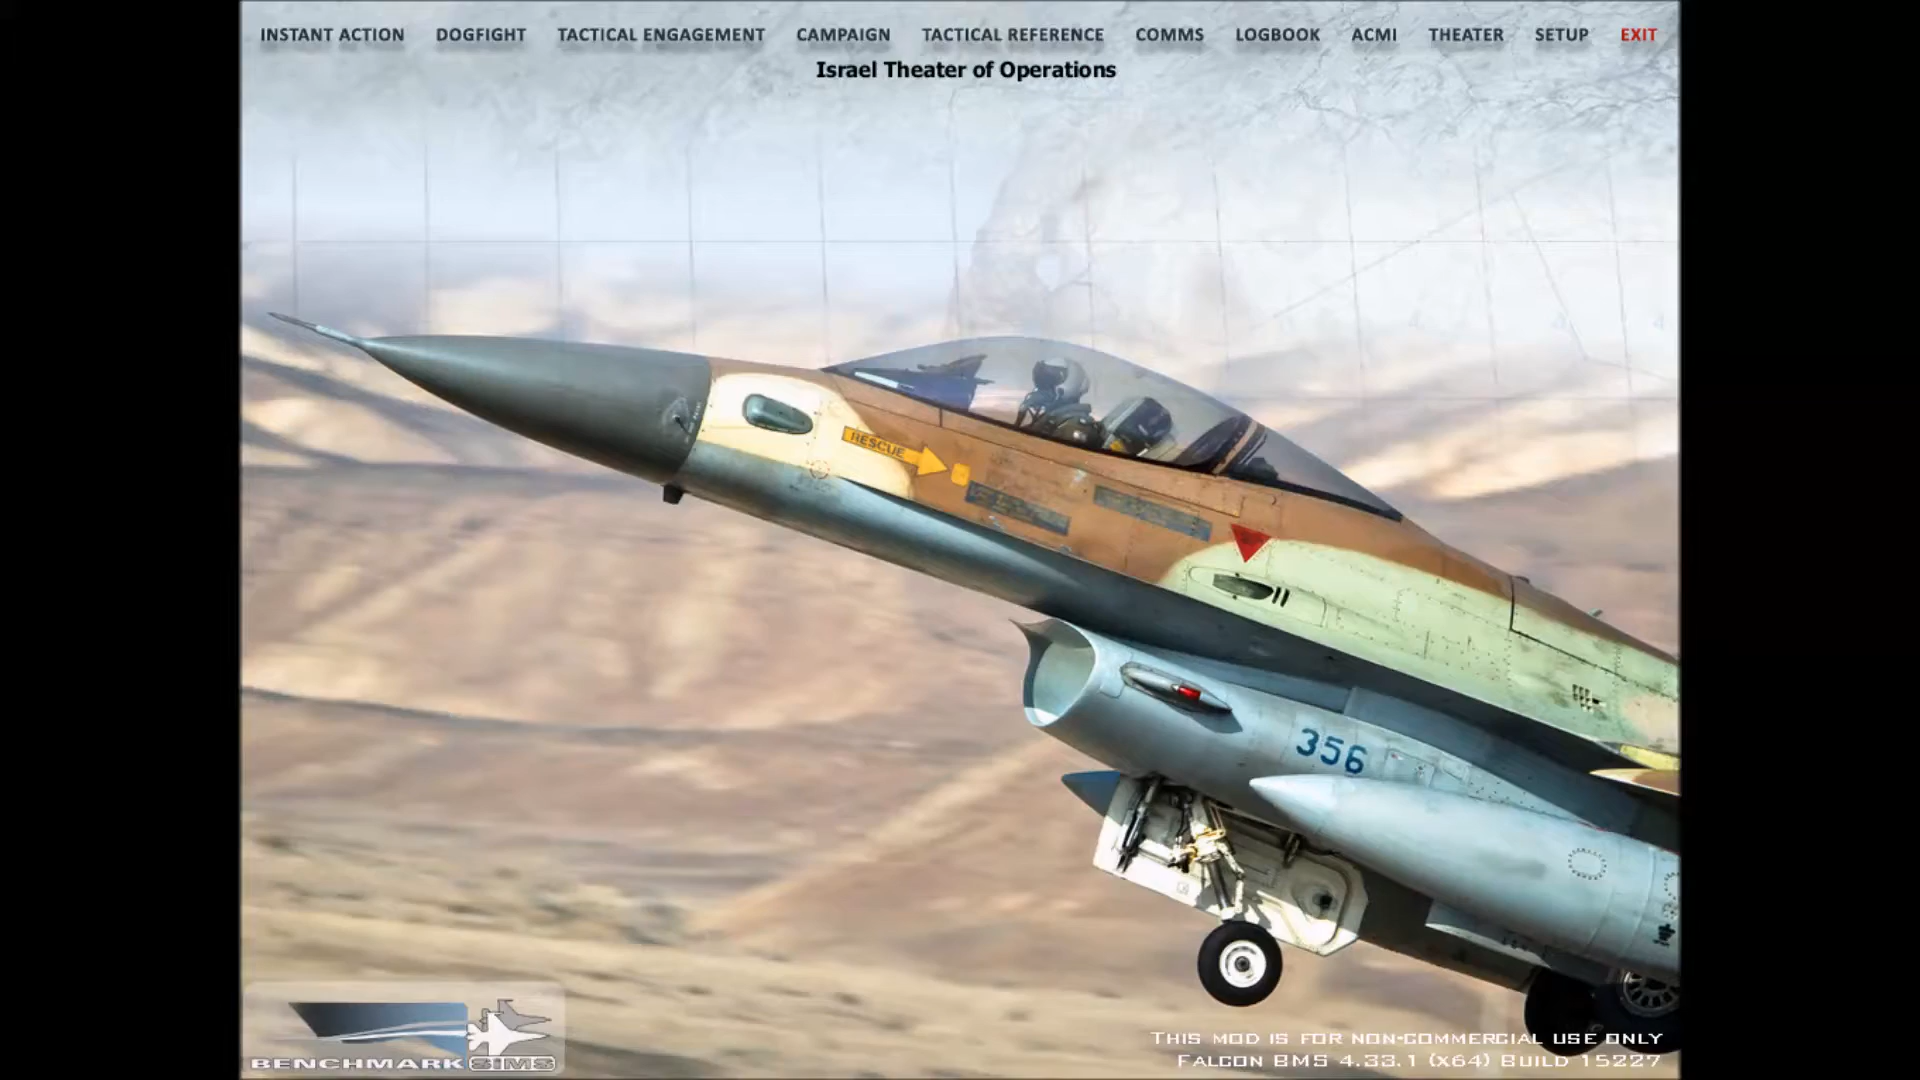 INSTANT ACTION DOGFIGHT TACTICAL ENGAGEMENT CAMPAIGN TACTICAL REFERENCE COMMS LOGBOOK ACMI THEATER SETUP EXIT
Israel Theater of Operations
RESCUE
356
THIS MOD IS FOR NON-COMMERCIAL USE ONLY
BENCHMARK SIMS
FALCON BMS 4.33.1 (X64) BUILD 15227